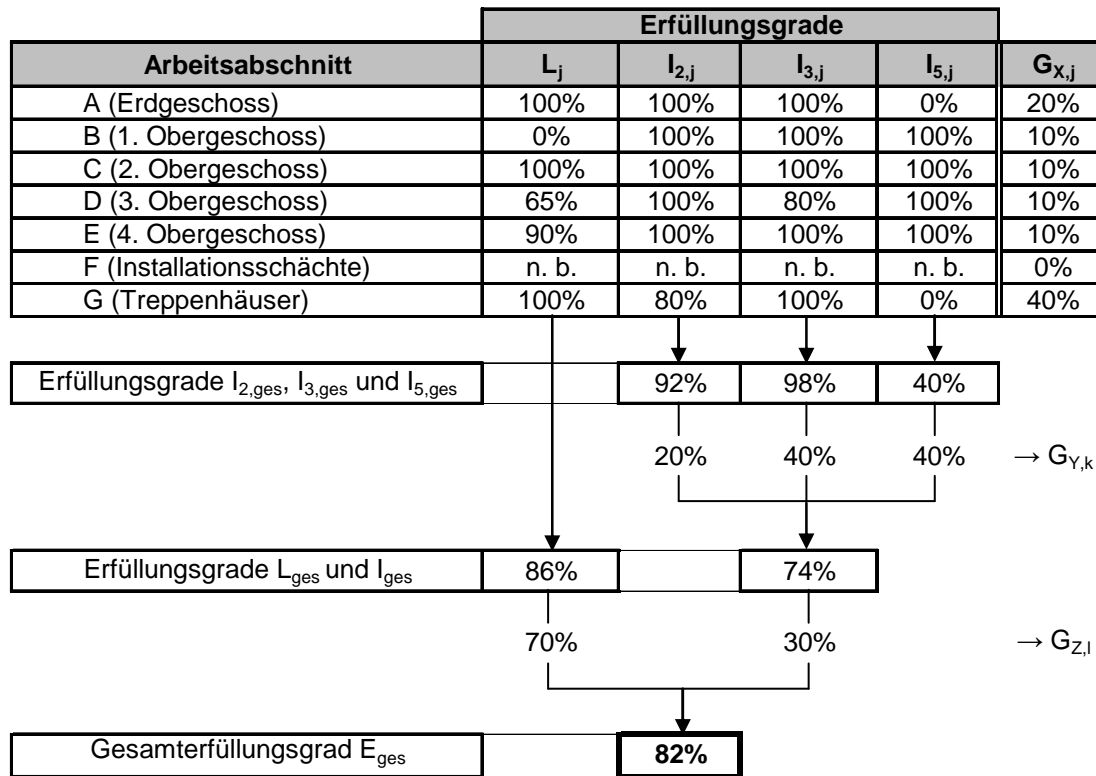 Erfüllungsgrade
Arbeitsabschnitt Lj I2,j I3,j I5,j GX,j
A (Erdgeschoss) 100% 100% 100% 0% 20%
B (1. Obergeschoss) 0% 100% 100% 100% 10%
C (2. Obergeschoss) 100% 100% 100% 100% 10%
D (3. Obergeschoss) 65% 100% 80% 100% 10%
E (4. Obergeschoss) 90% 100% 100% 100% 10%
F (Installationsschächte) n. b. n. b. n. b. n. b. 0%
G (Treppenhäuser) 100% 80% 100% 0% 40%
Erfüllungsgrade I2,ges, I3,ges und I5,ges 92% 98% 40%
20% 40% 40% → GY,k
Erfüllungsgrade Lges und Iges 86% 74%
70% 30% → GZ,l
Gesamterfüllungsgrad Eges 82%